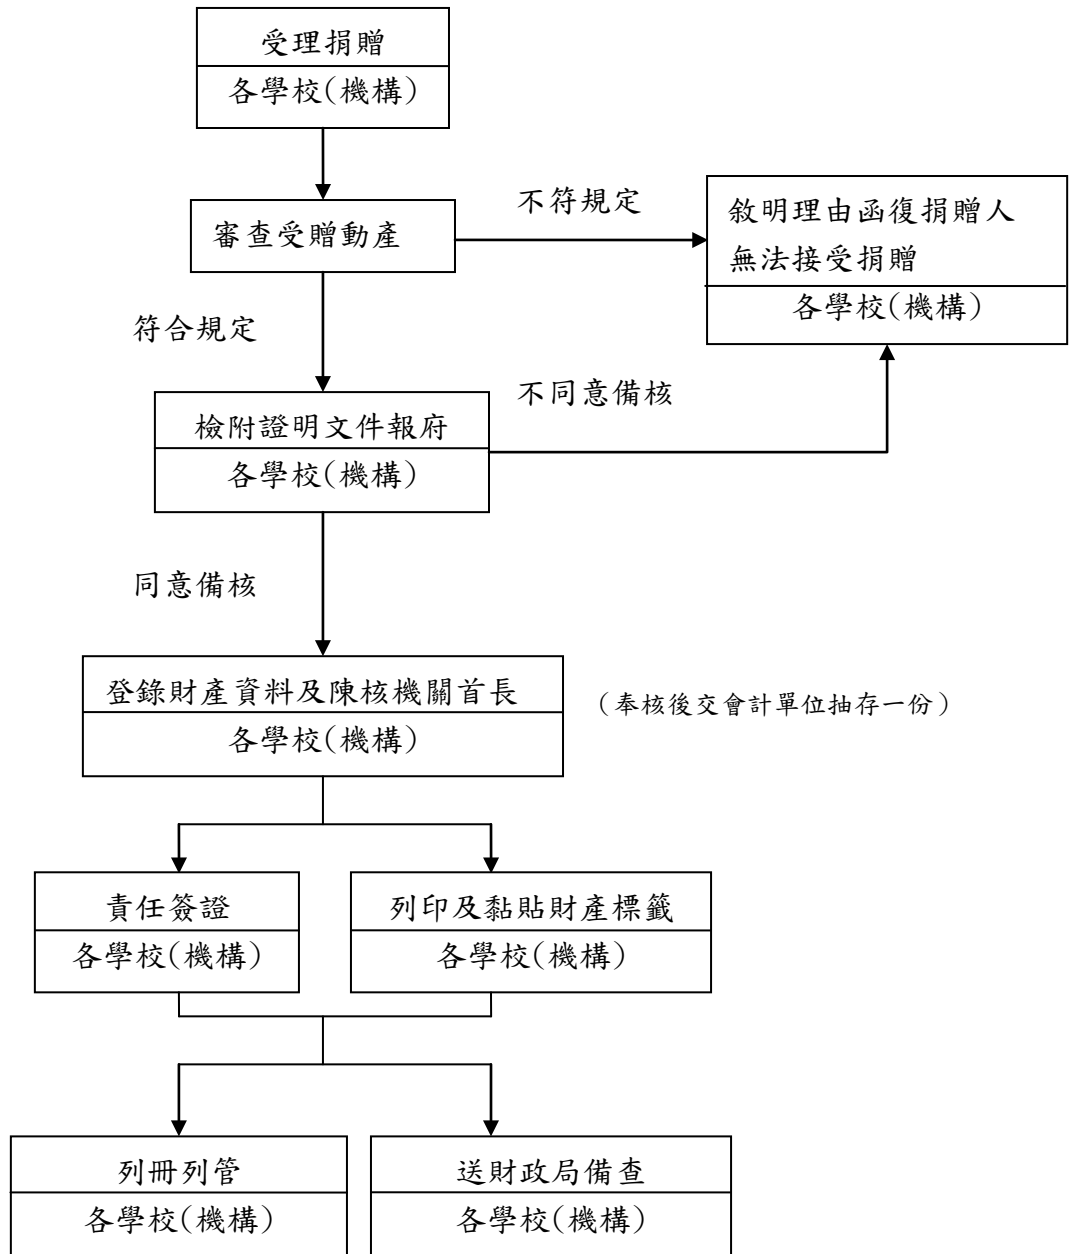 受理捐贈
各學校(機構)
審查受贈動產
不符規定
敘明理由函復捐贈人
無法接受捐贈
各學校(機構)
符合規定
檢附證明文件報府
各學校(機構)
不同意備核
同意備核
登錄財產資料及陳核機關首長
各學校(機構)
（奉核後交會計單位抽存一份）
責任簽證
各學校(機構)
列印及黏貼財產標籤
各學校(機構)
列冊列管
各學校(機構)
送財政局備查
各學校(機構)